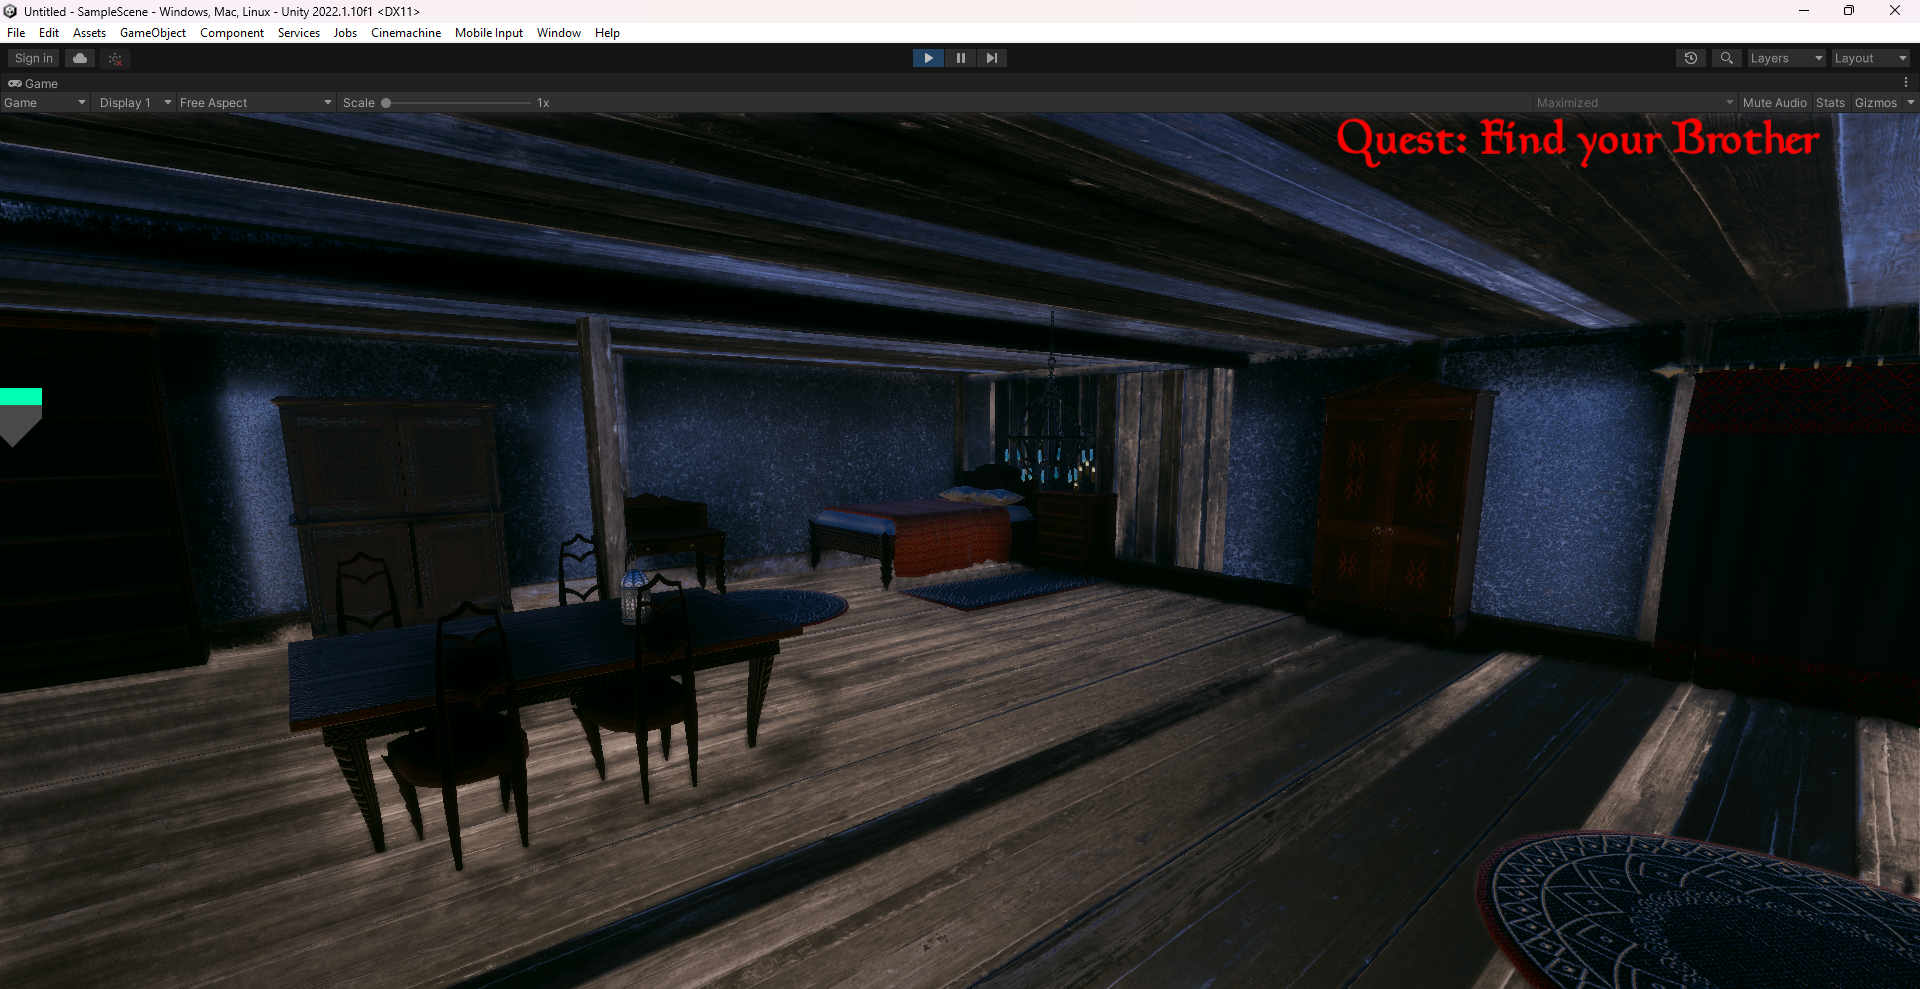 Untitled - SampleScene - Windows, Mac, Linux - Unity 2022.1.10f1 <DX11>
File Edit Assets GameObject Component Services Jobs Cinemachine Mobile Input Window Help
Sign in Layers Layout
Game
Game Display 1 Free Aspect Scale 1x Maximized Mute Audio Stats Gizmos
Quest: Find your Brother